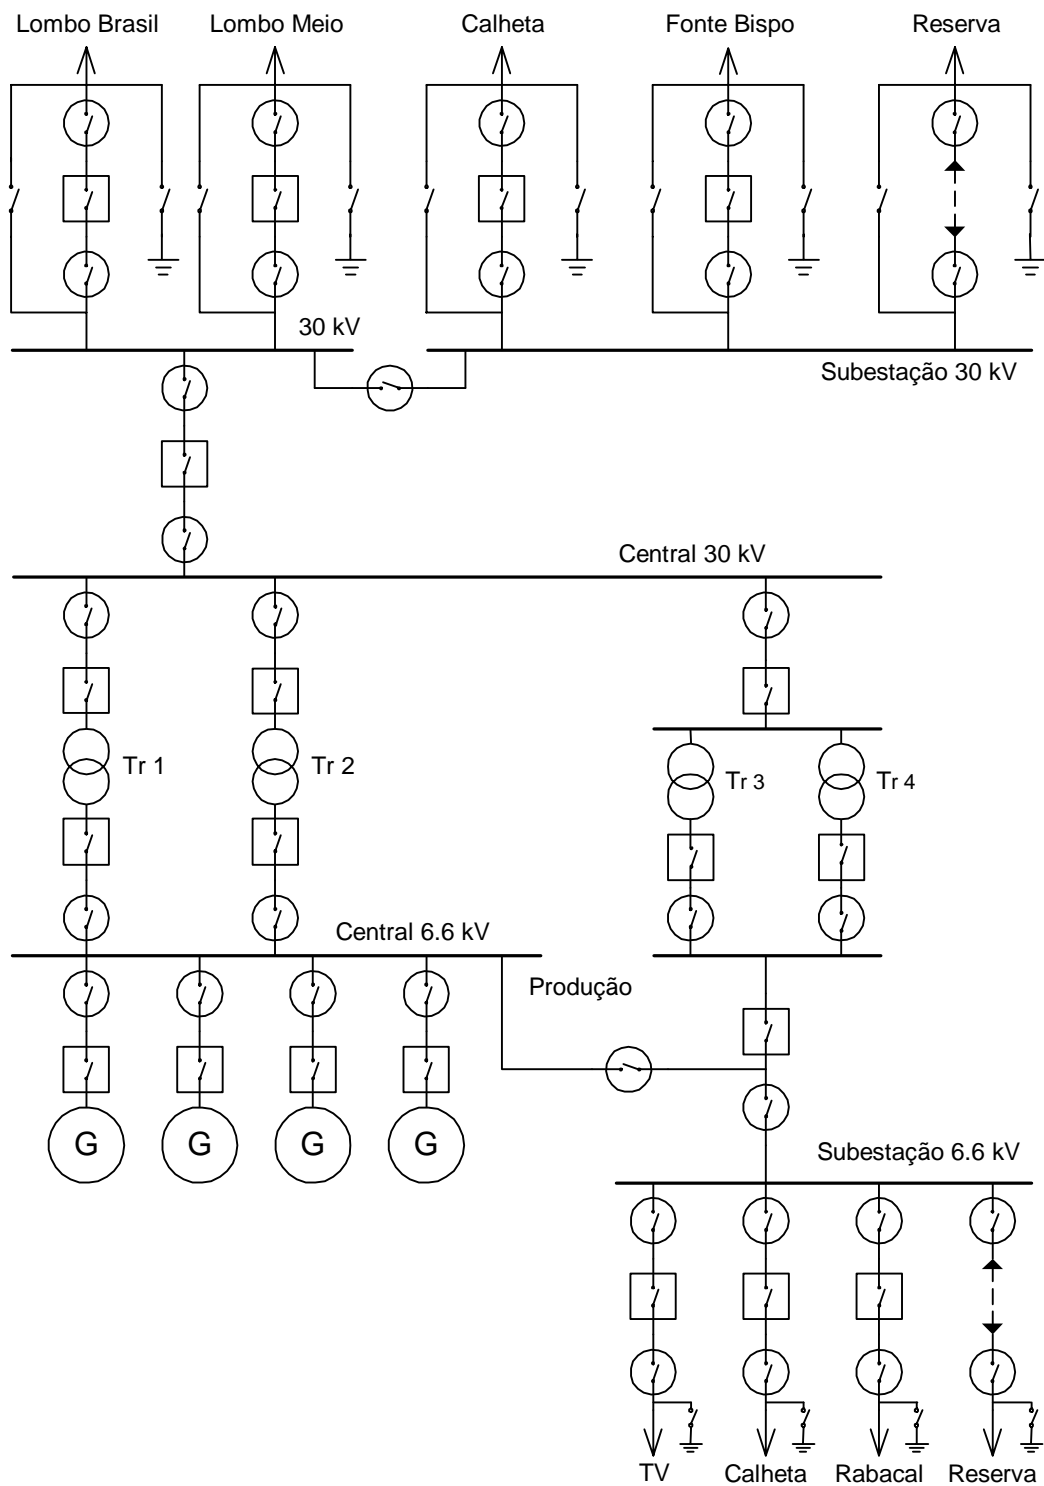 Lombo Brasil
Lombo Meio
Calheta
Fonte Bispo
Reserva
30 kV
Subestação 30 kV
Central 30 kV
Tr 1
Tr 2
Tr 3
Tr 4
Central 6.6 kV
Produção
G
G
G
G
Subestação 6.6 kV
TV
Calheta
Rabacal
Reserva